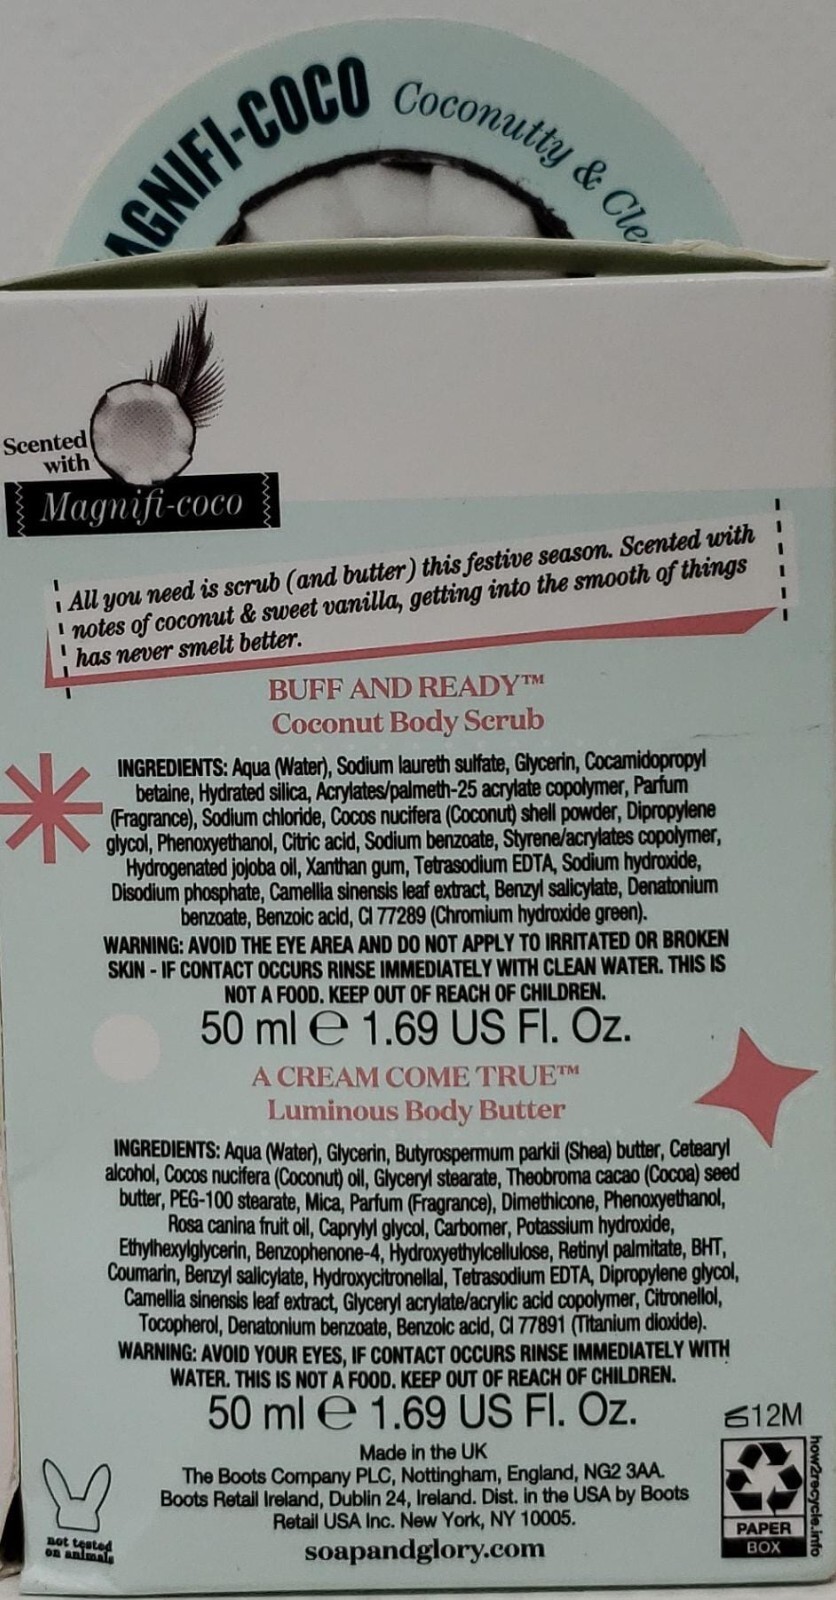 MAGNIFI-COCO Coconutty &
Scented
with
Magnifi-coco
All you need is scrub (and butter) this festive season. Scented with
notes of coconut & sweet vanilla, getting into the smooth of things
has never smelt better.
BUFF AND READY™
Coconut Body Scrub
INGREDIENTS: Aqua (Water), Sodium laureth sulfate, Glycerin, Cocamidopropyl
betaine, Hydrated silica, Acrylates/palmeth-25 acrylate copolymer, Parfum
(Fragrance), Sodium chloride, Cocos nucifera (Coconut) shell powder, Dipropylene
glycol, Phenoxyethanol, Citric acid, Sodium benzoate, Styrene/acrylates copolymer,
Hydrogenated jojoba oil, Xanthan gum, Tetrasodium EDTA, Sodium hydroxide,
Disodium phosphate, Camellia sinensis leaf extract, Benzyl salicylate, Denatonium
benzoate, Benzoic acid, CI 77289 (Chromium hydroxide green).
WARNING: AVOID THE EYE AREA AND DO NOT APPLY TO IRRITATED OR BROKEN
SKIN - IF CONTACT OCCURS RINSE IMMEDIATELY WITH CLEAN WATER. THIS IS
NOT A FOOD. KEEP OUT OF REACH OF CHILDREN.
50 ml ℮ 1.69 US Fl. Oz.
A CREAM COME TRUE™
Luminous Body Butter
INGREDIENTS: Aqua (Water), Glycerin, Butyrospermum parkii (Shea) butter, Cetearyl
alcohol, Cocos nucifera (Coconut) oil, Glyceryl stearate, Theobroma cacao (Cocoa) seed
butter, PEG-100 stearate, Mica, Parfum (Fragrance), Dimethicone, Phenoxyethanol,
Rosa canina fruit oil, Caprylyl glycol, Carbomer, Potassium hydroxide,
Ethylhexylglycerin, Benzophenone-4, Hydroxyethylcellulose, Retinyl palmitate, BHT,
Coumarin, Benzyl salicylate, Hydroxycitronellal, Tetrasodium EDTA, Dipropylene glycol,
Camellia sinensis leaf extract, Glyceryl acrylate/acrylic acid copolymer, Citronellol,
Tocopherol, Denatonium benzoate, Benzoic acid, CI 77891 (Titanium dioxide).
WARNING: AVOID YOUR EYES, IF CONTACT OCCURS RINSE IMMEDIATELY WITH
WATER. THIS IS NOT A FOOD. KEEP OUT OF REACH OF CHILDREN.
50 ml ℮ 1.69 US Fl. Oz.
12M
Made in the UK
The Boots Company PLC, Nottingham, England, NG2 3AA.
Boots Retail Ireland, Dublin 24, Ireland. Dist. in the USA by Boots
Retail USA Inc. New York, NY 10005.
soapandglory.com
not tested
on animals
PAPER
BOX
how2recycle.info